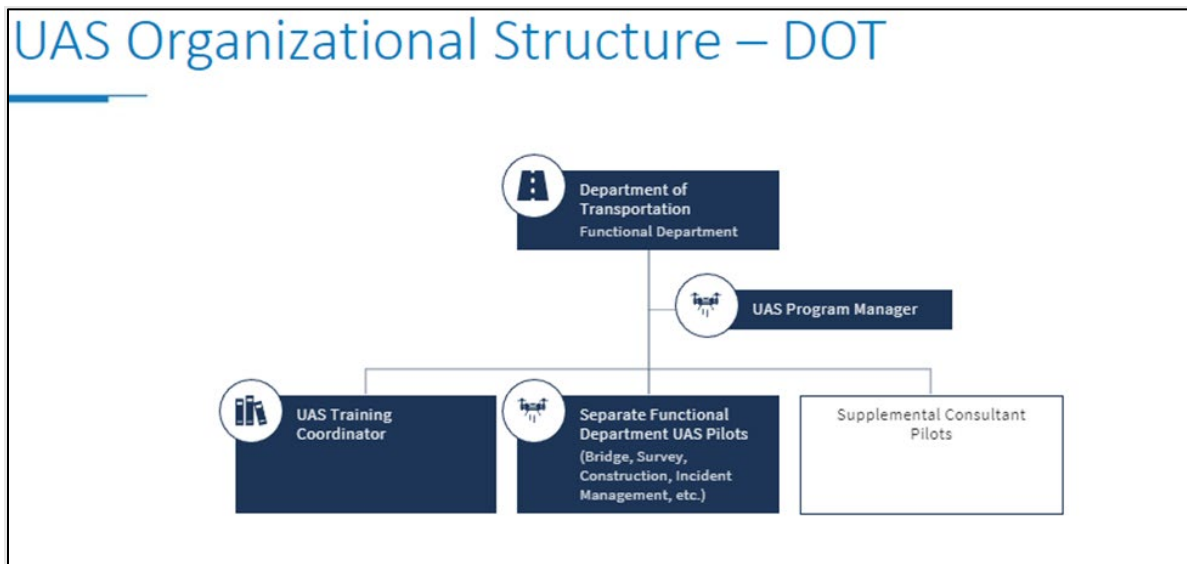 UAS Organizational Structure – DOT
Department of
Transportation
Functional Department
UAS Program Manager
UAS Training
Coordinator
Separate Functional
Department UAS Pilots
(Bridge, Survey,
Construction, Incident
Management, etc.)
Supplemental Consultant
Pilots